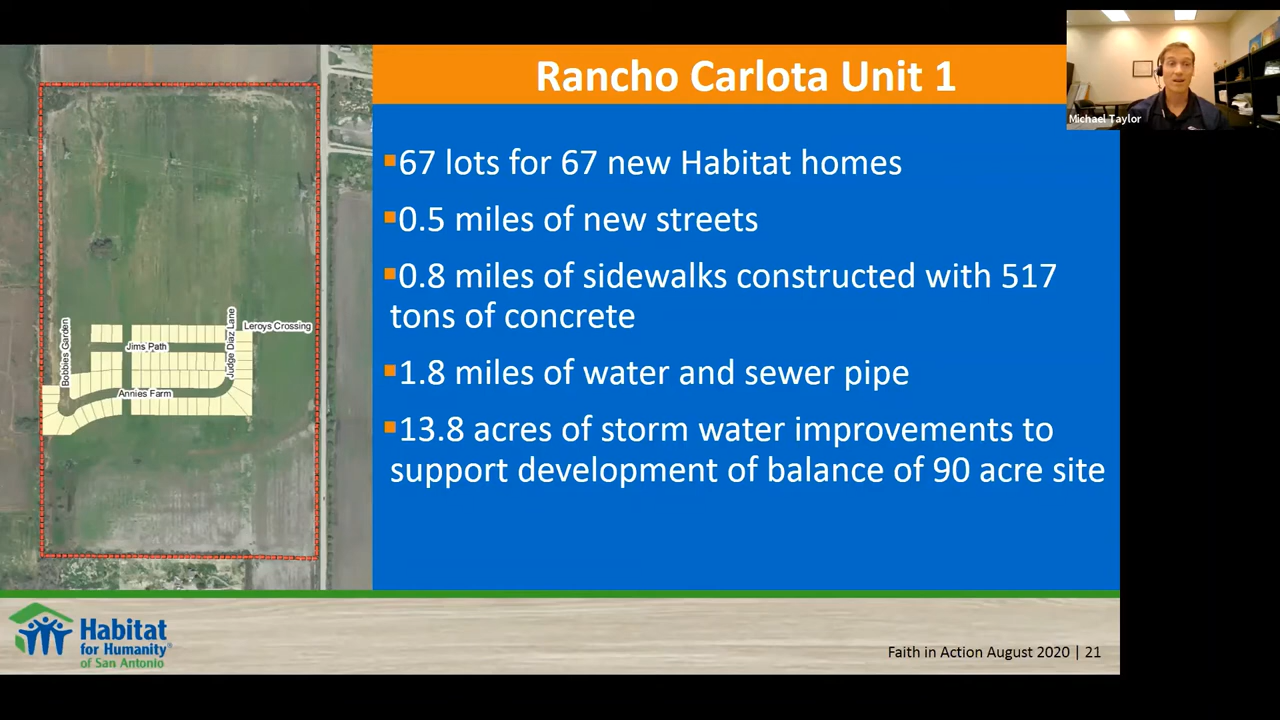 Rancho Carlota Unit 1
Michael Taylor
67 lots for 67 new Habitat homes
0.5 miles of new streets
0.8 miles of sidewalks constructed with 517
tons of concrete
1.8 miles of water and sewer pipe
13.8 acres of storm water improvements to
support development of balance of 90 acre site
Leroys Crossing
Judge Diaz Lane
Bobbies Garden
Jims Path
Annies Farm
Habitat
for Humanity®
of San Antonio
Faith in Action August 2020 | 21